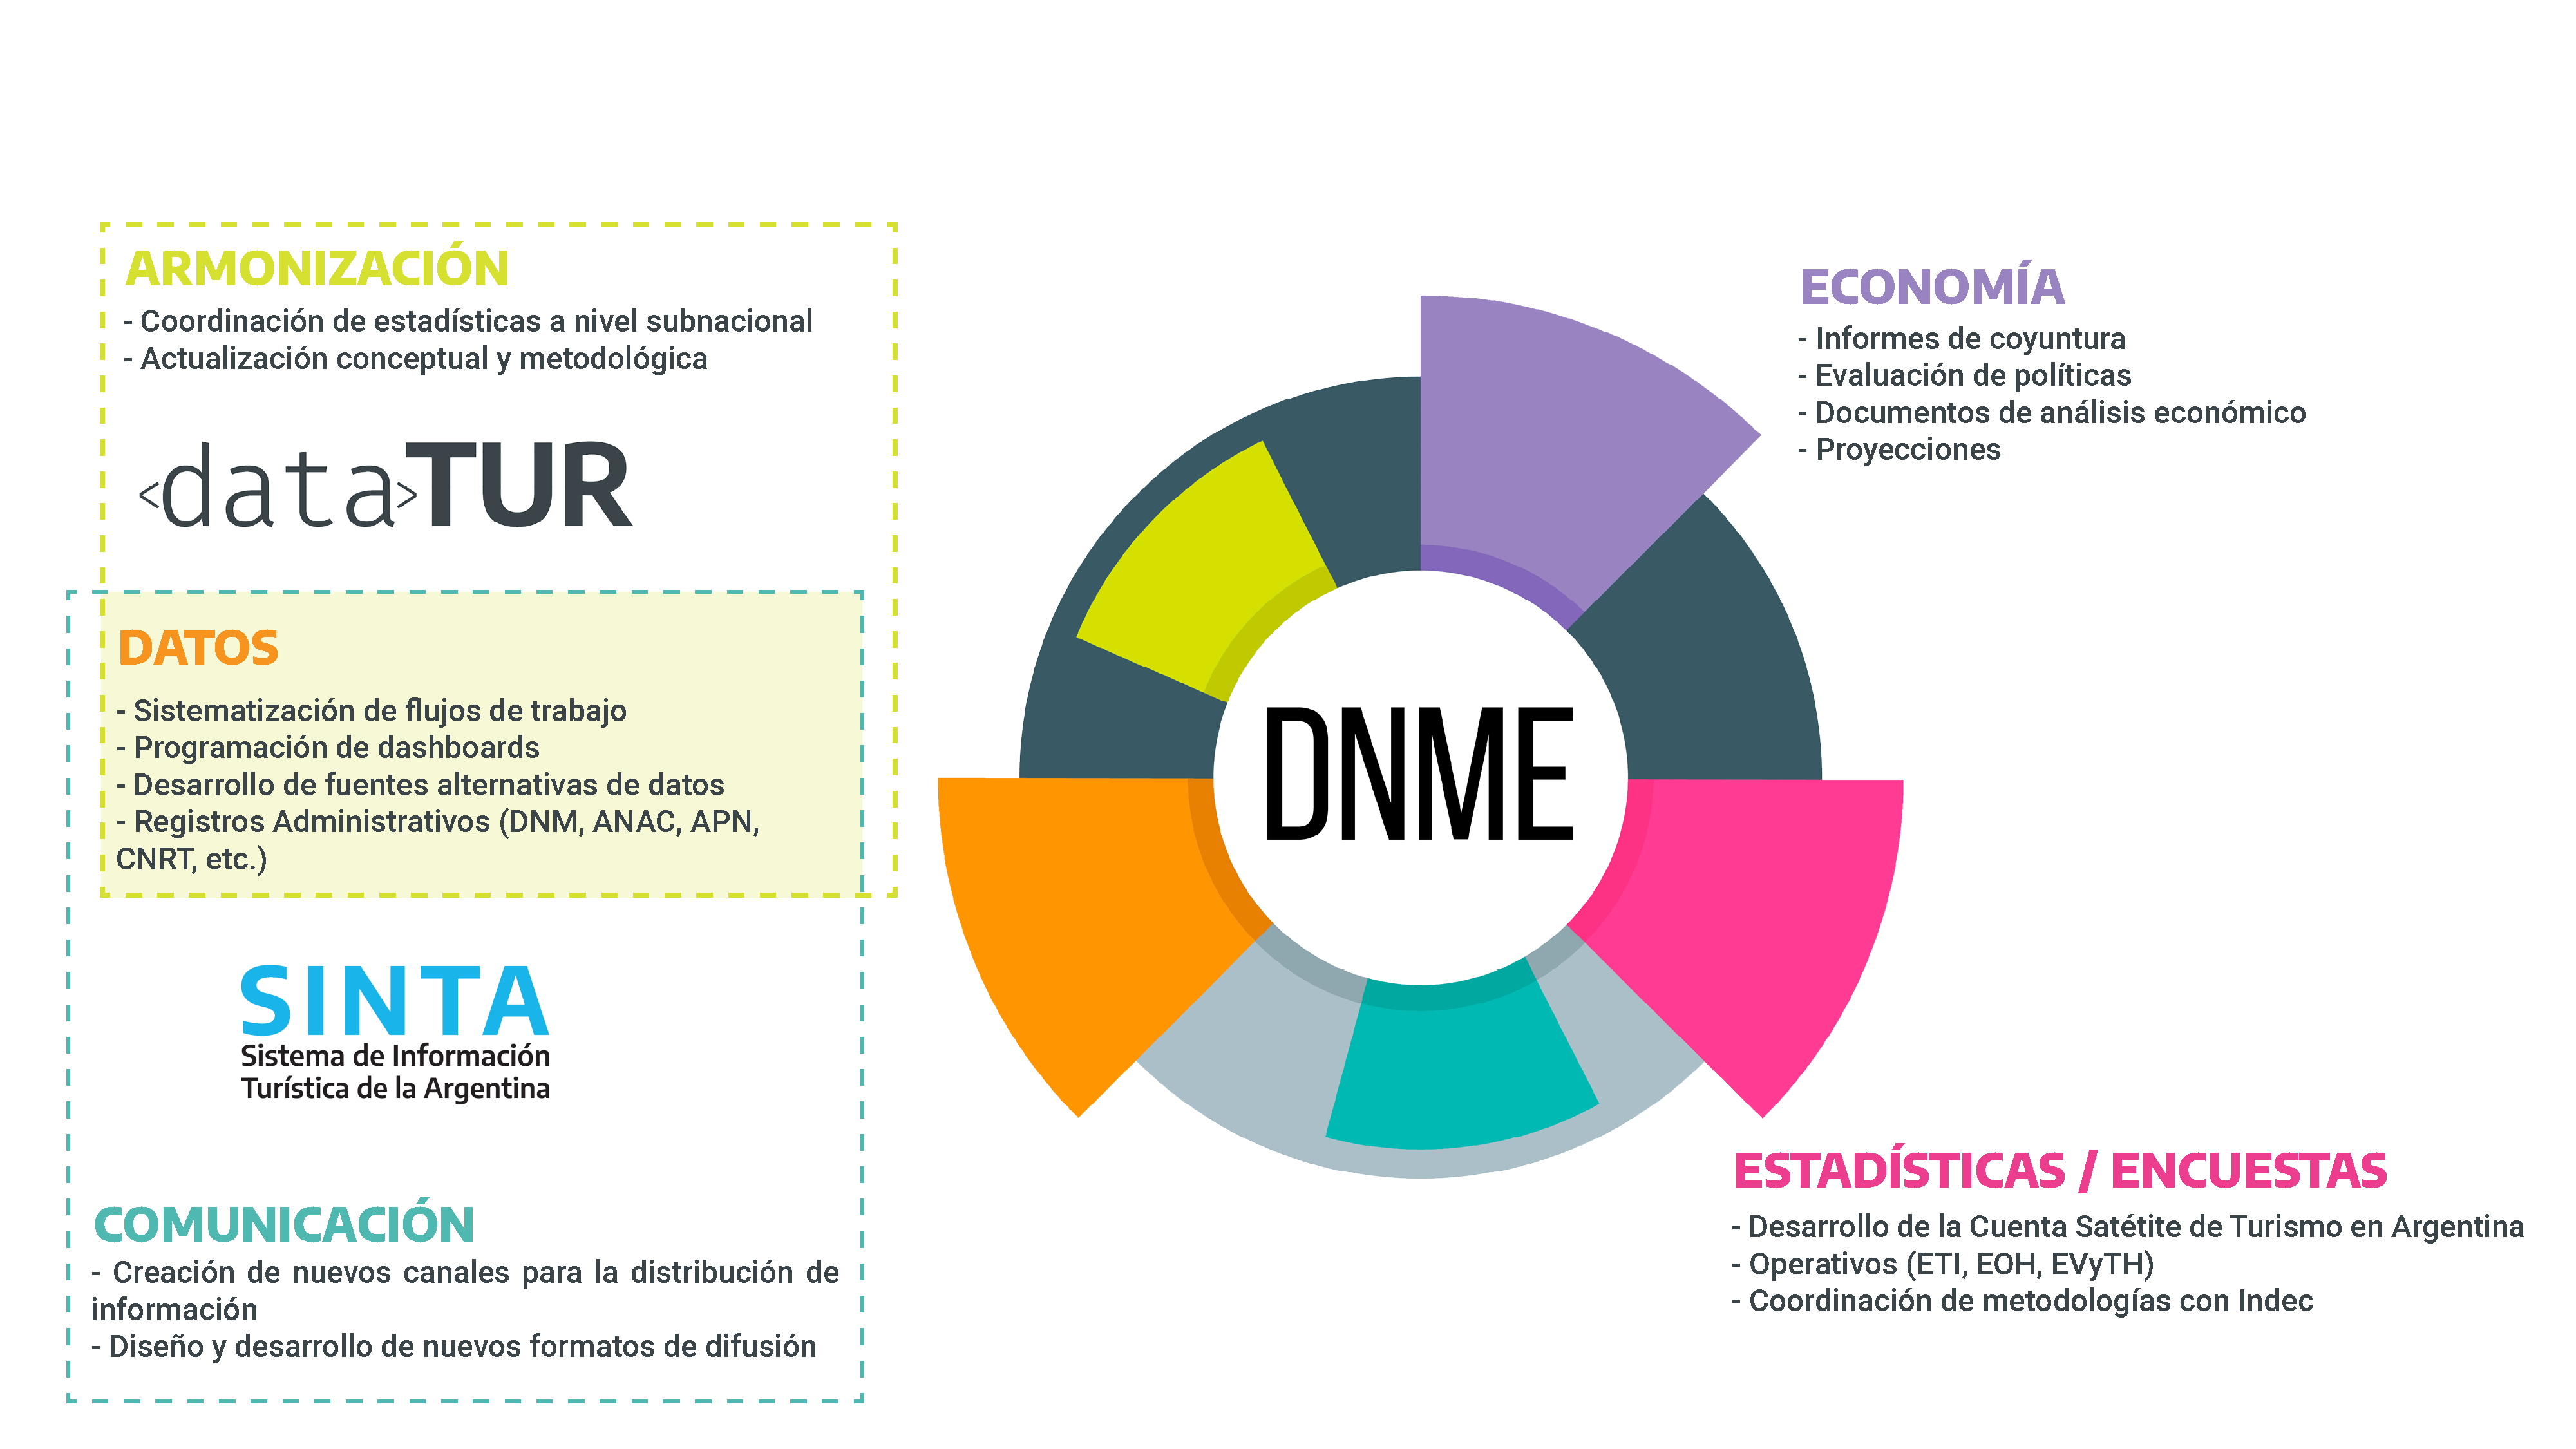 ARMONIZACIÓN
- Coordinación de estadísticas a nivel subnacional
- Actualización conceptual y metodológica
<data>TUR
DATOS
- Sistematización de flujos de trabajo
- Programación de dashboards
- Desarrollo de fuentes alternativas de datos
- Registros Administrativos (DNM, ANAC, APN,
CNRT, etc.)
SINTA
Sistema de Información
Turística de la Argentina
COMUNICACIÓN
- Creación de nuevos canales para la distribución de
información
- Diseño y desarrollo de nuevos formatos de difusión
DNME
ECONOMÍA
- Informes de coyuntura
- Evaluación de políticas
- Documentos de análisis económico
- Proyecciones
ESTADÍSTICAS / ENCUESTAS
- Desarrollo de la Cuenta Satétite de Turismo en Argentina
- Operativos (ETI, EOH, EVyTH)
- Coordinación de metodologías con Indec